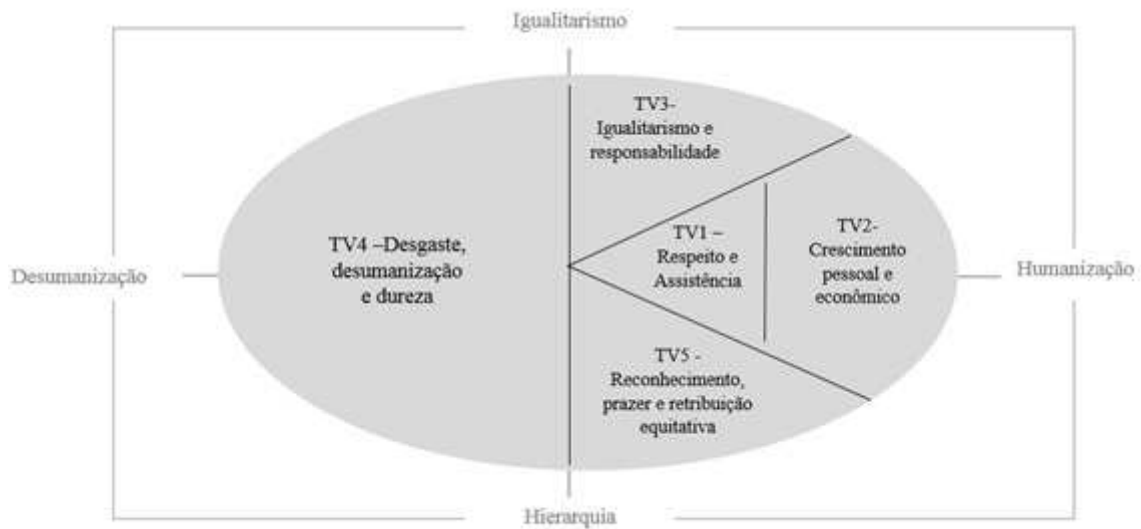 Igualitarismo
TV3-
Igualitarismo e
responsabilidade
Desumanização
TV4 –Desgaste,
desumanização
e dureza
TV1 –
Respeito e
Assistência
TV2-
Crescimento
pessoal e
econômico
Humanização
TV5 -
Reconhecimento,
prazer e retribuição
equitativa
Hierarquia